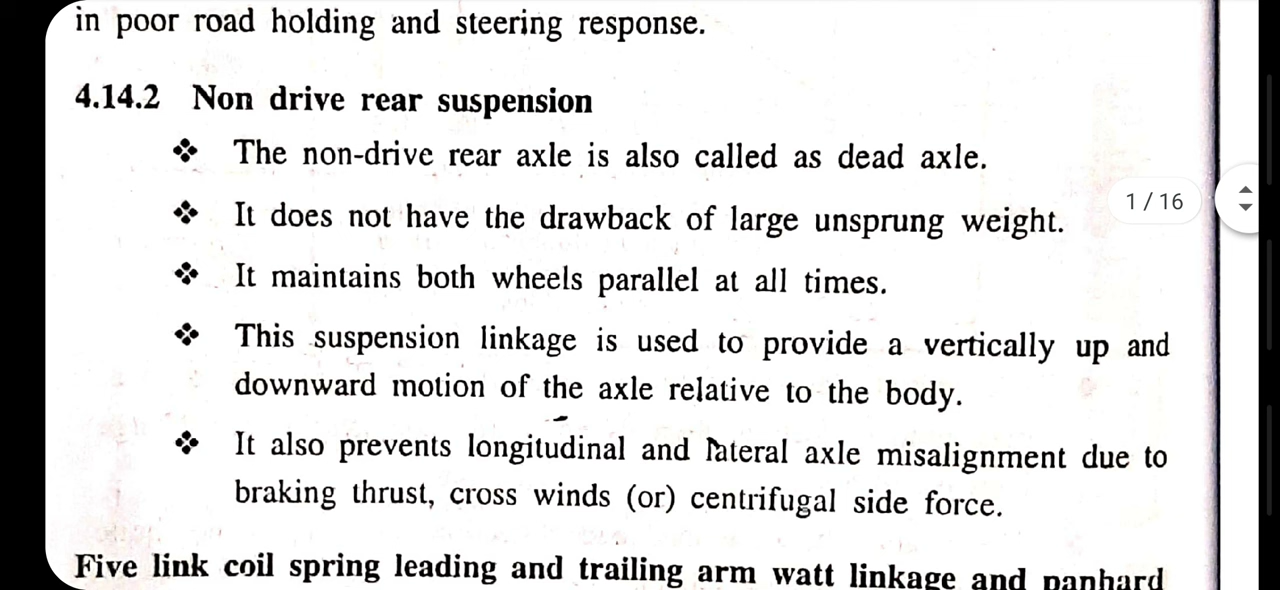 in poor road holding and steering response.
4.14.2 Non drive rear suspension
❖ The non-drive rear axle is also called as dead axle.
❖ It does not have the drawback of large unsprung weight.
1 / 16
❖ It maintains both wheels parallel at all times.
❖ This suspension linkage is used to provide a vertically up and
downward motion of the axle relative to the body.
❖ It also prevents longitudinal and lateral axle misalignment due to
braking thrust, cross winds (or) centrifugal side force.
Five link coil spring leading and trailing arm watt linkage and panhard